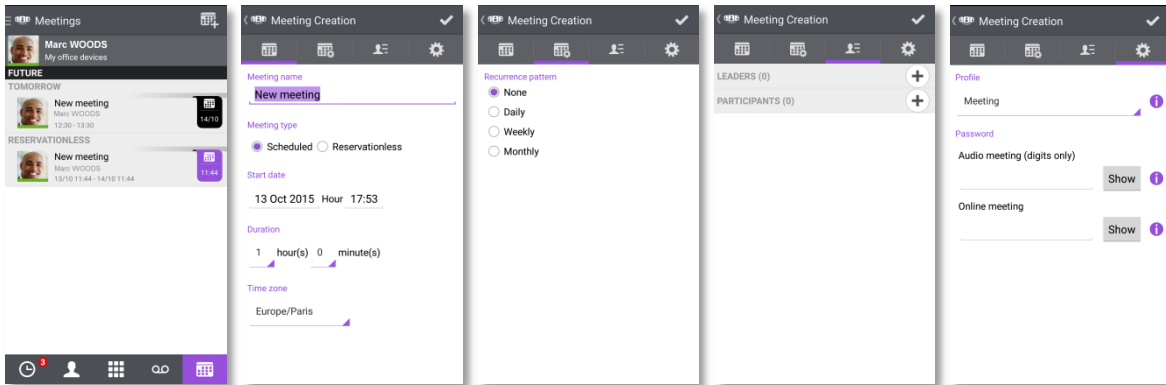 Meetings
Marc WOODS
My office devices
FUTURE
TOMORROW
New meeting
Marc WOODS
12:30 - 13:30
14/10
RESERVATIONLESS
New meeting
Marc WOODS
13/10 11:44 - 14/10 11:44
11:44
3
Meeting Creation
Meeting name
New meeting
Meeting type
Scheduled Reservationless
Start date
13 Oct 2015 Hour 17:53
Duration
1 hour(s) 0 minute(s)
Time zone
Europe/Paris
Meeting Creation
Recurrence pattern
None
Daily
Weekly
Monthly
Meeting Creation
LEADERS (0)
PARTICIPANTS (0)
Meeting Creation
Profile
Meeting
Password
Audio meeting (digits only)
Show
Online meeting
Show